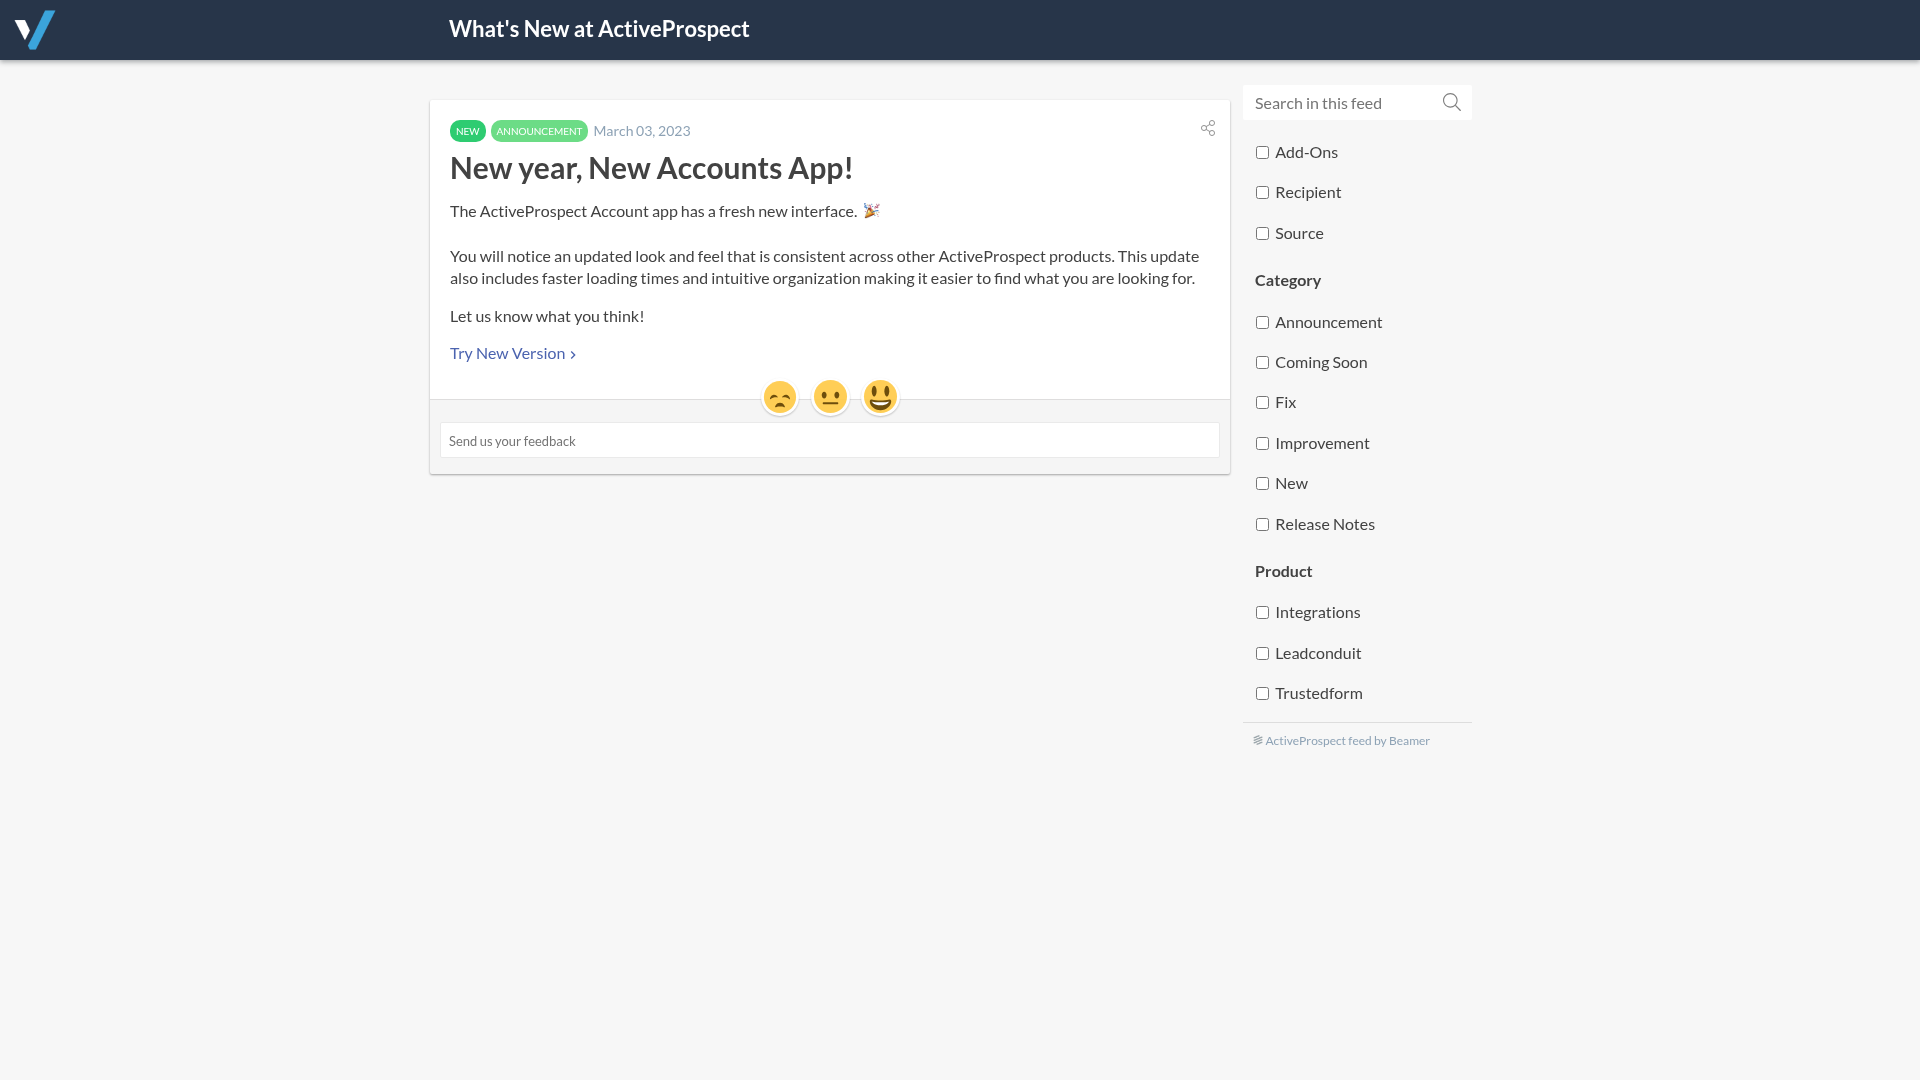 What's New at ActiveProspect
NEW ANNOUNCEMENT March 03, 2023
New year, New Accounts App!
The ActiveProspect Account app has a fresh new interface. 🎉
You will notice an updated look and feel that is consistent across other ActiveProspect products. This update
also includes faster loading times and intuitive organization making it easier to find what you are looking for.
Let us know what you think!
Try New Version ›
Send us your feedback
Search in this feed
Add-Ons
Recipient
Source
Category
Announcement
Coming Soon
Fix
Improvement
New
Release Notes
Product
Integrations
Leadconduit
Trustedform
ActiveProspect feed by Beamer